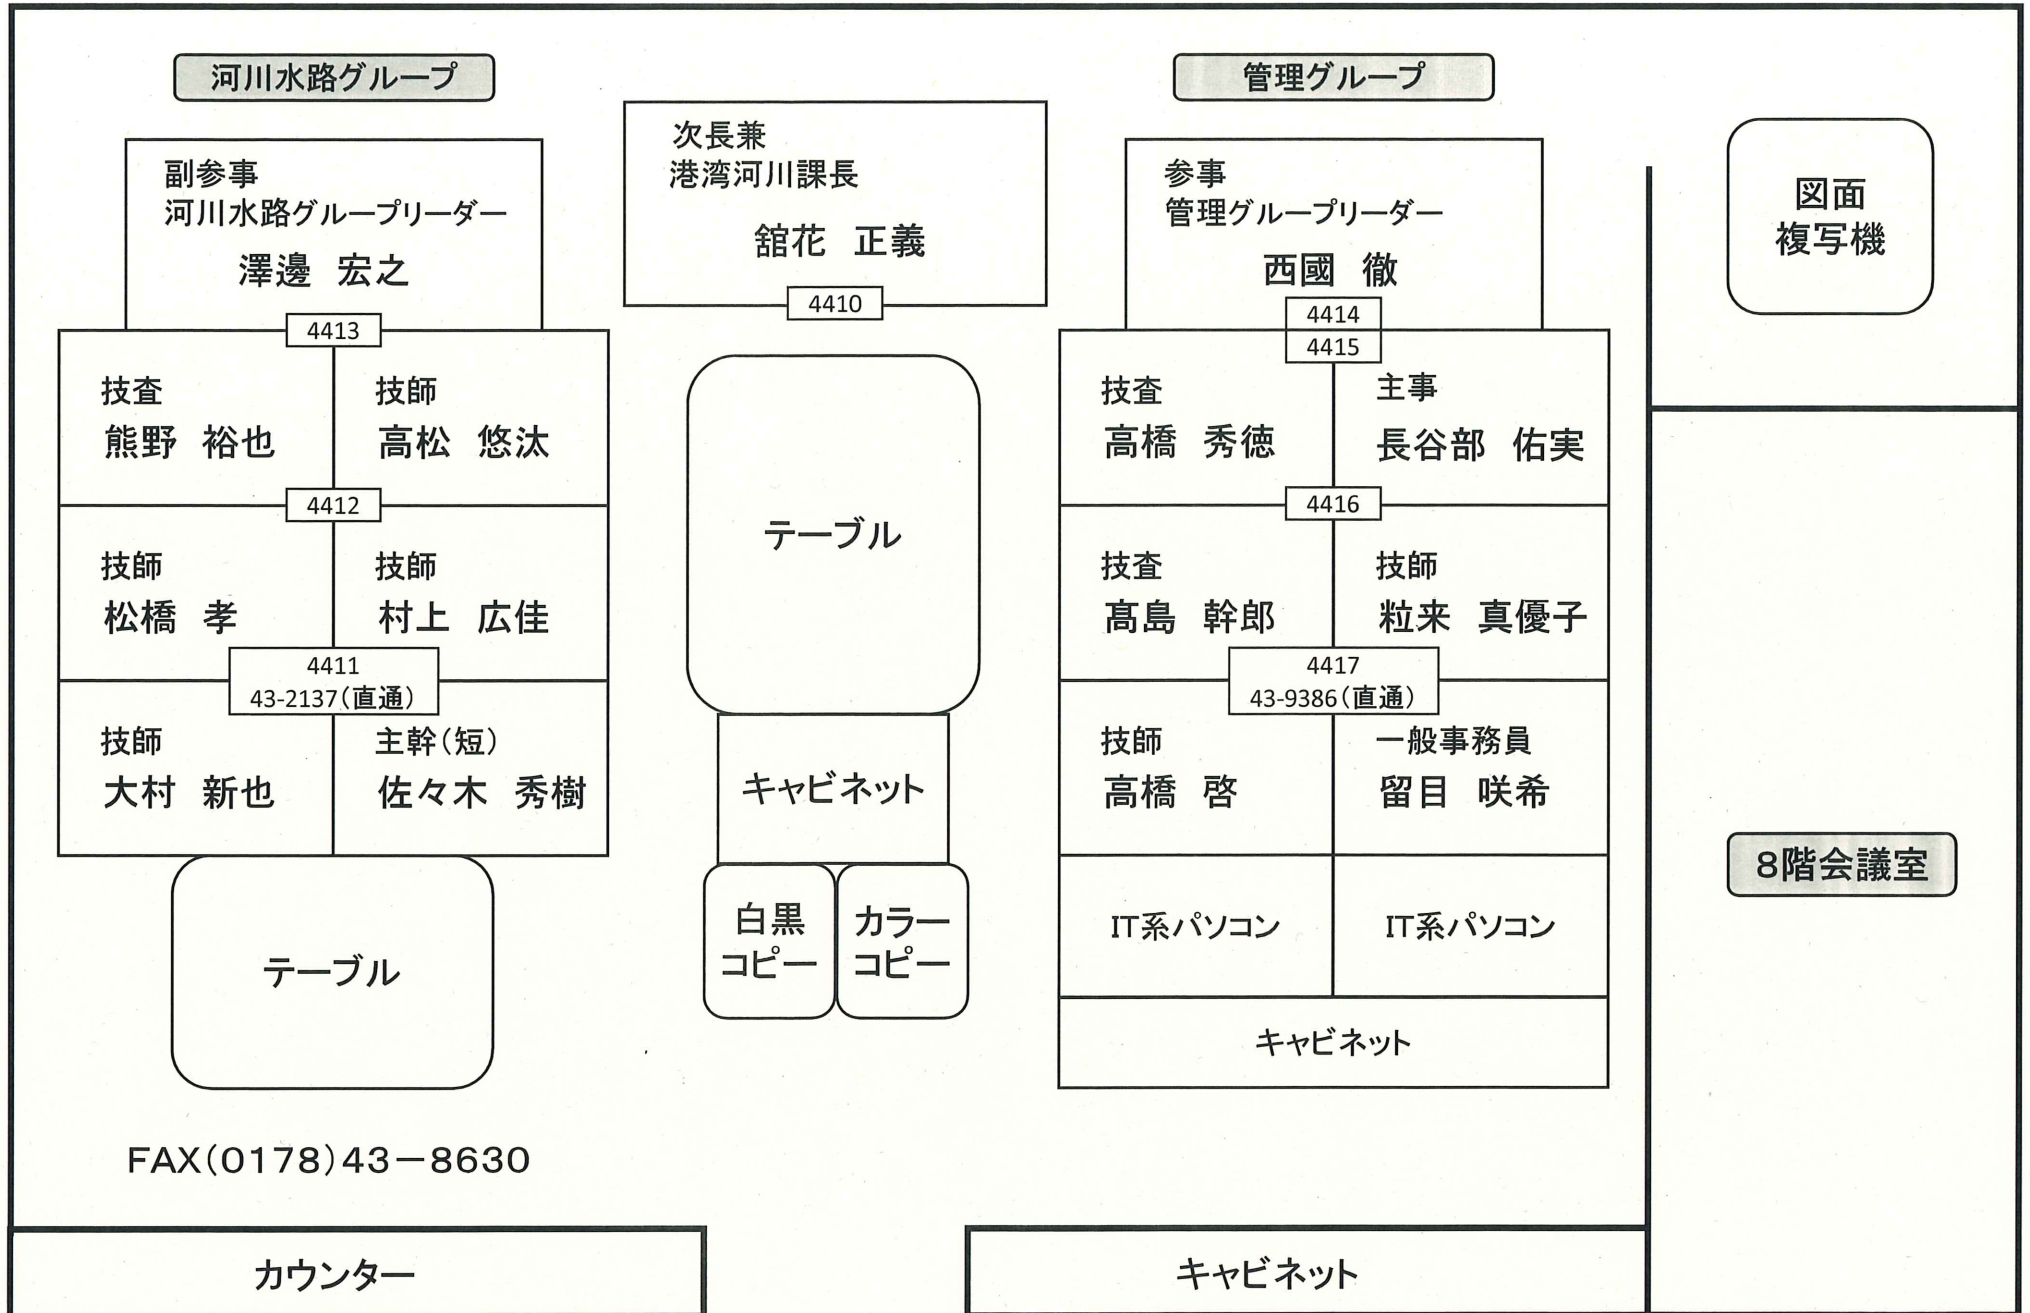 河川水路グループ
副参事
河川水路グループリーダー
澤邊 宏之
4413
技査
熊野 裕也
技師
高松 悠汰
4412
技師
松橋 孝
技師
村上 広佳
4411
43-2137(直通)
技師
大村 新也
主幹(短)
佐々木 秀樹
テーブル
FAX(0178)43-8630
カウンター
次長兼
港湾河川課長
舘花 正義
4410
テーブル
キャビネット
白黒
コピー
カラー
コピー
管理グループ
参事
管理グループリーダー
西國 徹
4414
4415
技査
高橋 秀徳
主事
長谷部 佑実
4416
技査
髙島 幹郎
技師
粒来 真優子
4417
43-9386(直通)
技師
高橋 啓
一般事務員
留目 咲希
IT系パソコン
IT系パソコン
キャビネット
キャビネット
図面
複写機
8階会議室